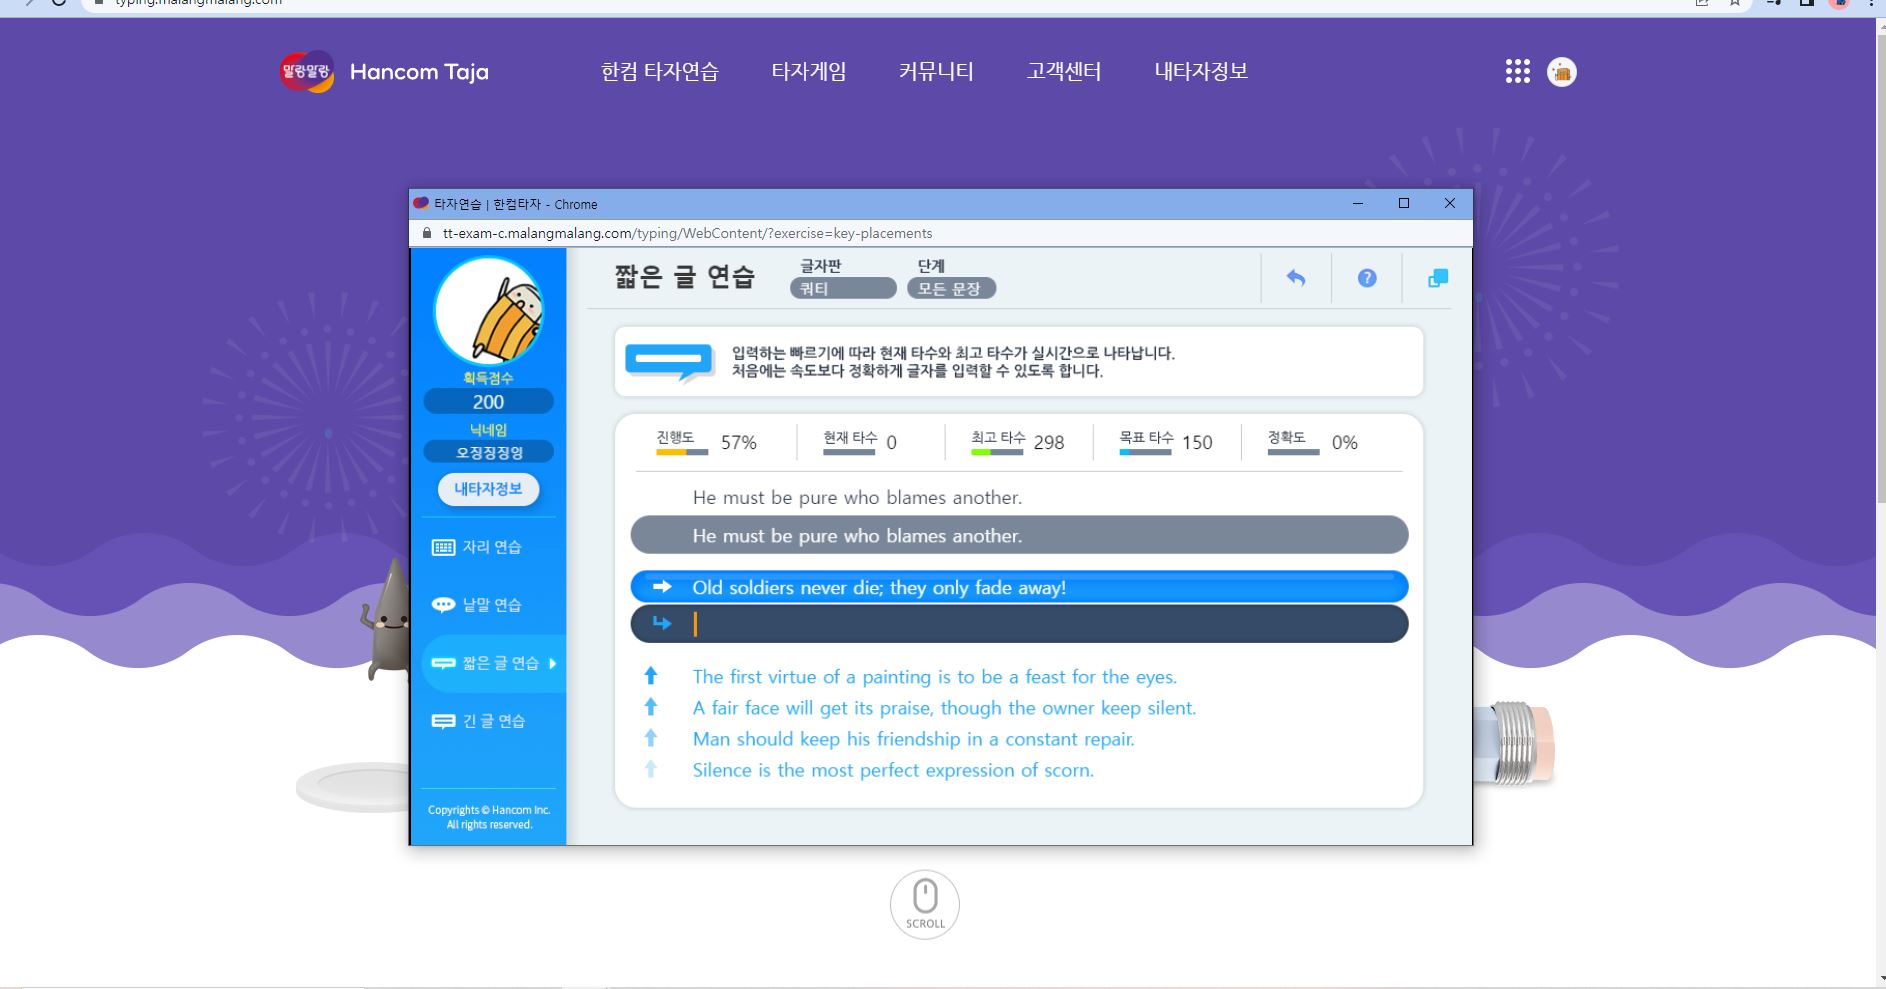 typing.malangmalang.com
말랑말랑 Hancom Taja 한컴 타자연습 타자게임 커뮤니티 고객센터 내타자정보
타자연습 | 한컴타자 - Chrome
tt-exam-c.malangmalang.com/typing/WebContent/?exercise=key-placements
획득점수
200
닉네임
오징징징잉
내타자정보
자리 연습
낱말 연습
짧은 글 연습
긴 글 연습
Copyrights © Hancom Inc.
All rights reserved.
짧은 글 연습
글자판 단계
쿼티 모든 문장
?
입력하는 빠르기에 따라 현재 타수와 최고 타수가 실시간으로 나타납니다.
처음에는 속도보다 정확하게 글자를 입력할 수 있도록 합니다.
진행도 57% 현재 타수 0 최고 타수 298 목표 타수 150 정확도 0%
He must be pure who blames another.
He must be pure who blames another.
Old soldiers never die; they only fade away!
The first virtue of a painting is to be a feast for the eyes.
A fair face will get its praise, though the owner keep silent.
Man should keep his friendship in a constant repair.
Silence is the most perfect expression of scorn.
SCROLL